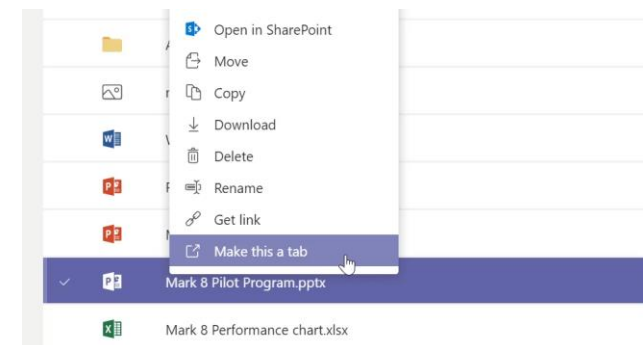 Open in SharePoint
Move
Copy
Download
Delete
Rename
Get link
Make this a tab
Mark 8 Pilot Program.pptx
Mark 8 Performance chart.xlsx